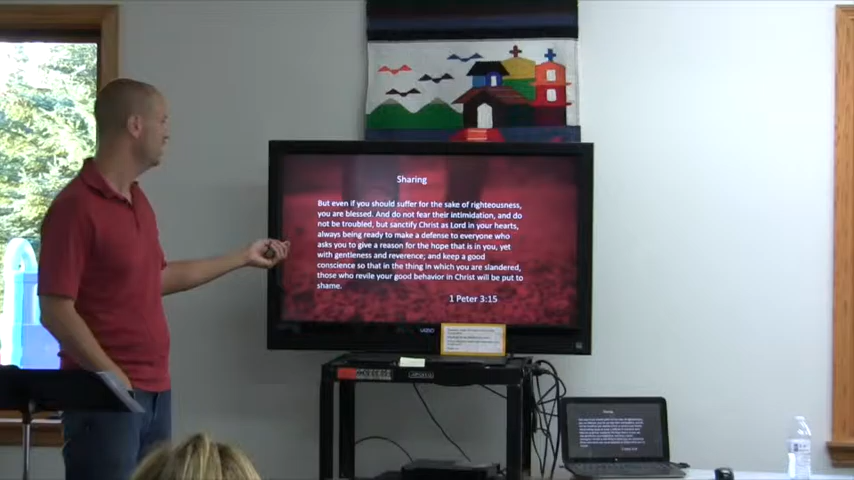 Sharing
But even if you should suffer for the sake of righteousness,
you are blessed. And do not fear their intimidation, and do
not be troubled, but sanctify Christ as Lord in your hearts,
always being ready to make a defense to everyone who
asks you to give a reason for the hope that is in you, yet
with gentleness and reverence; and keep a good
conscience so that in the thing in which you are slandered,
those who revile your good behavior in Christ will be put to
shame.
1 Peter 3:15
VIZIO